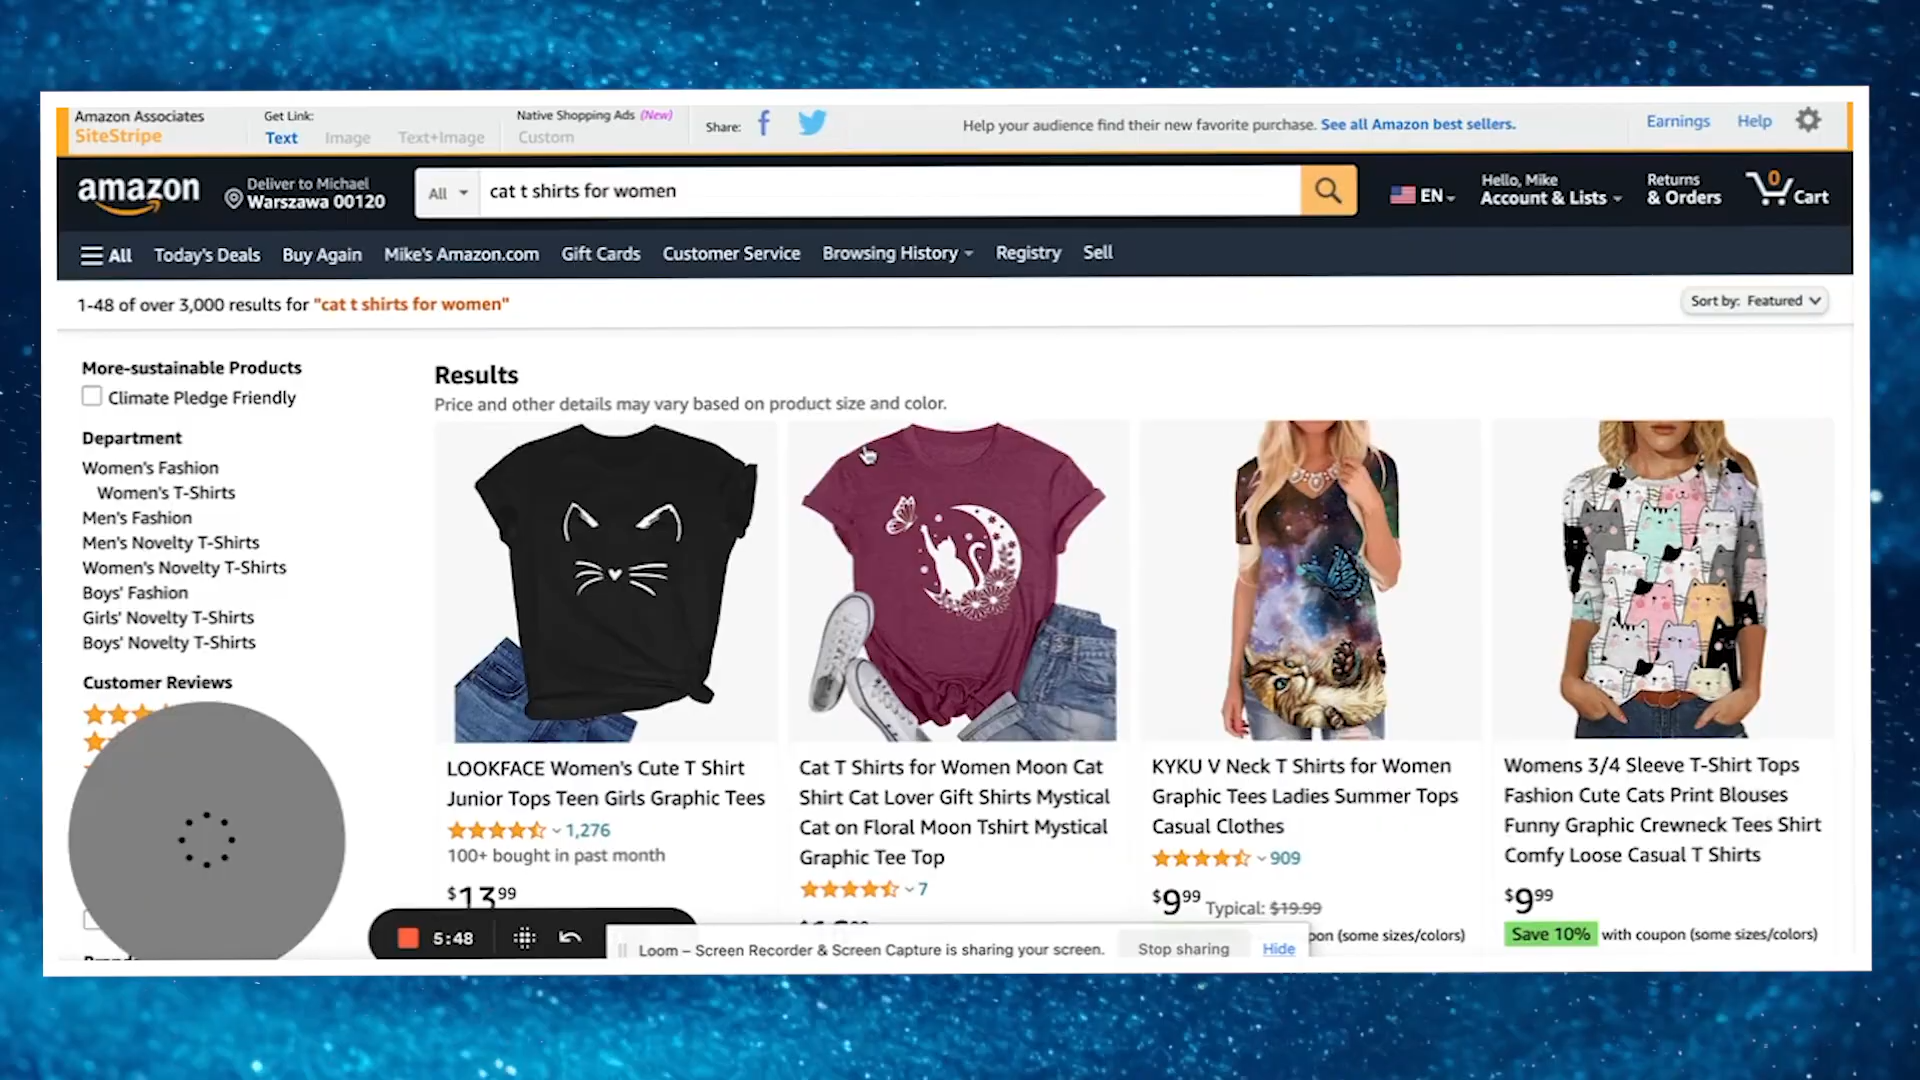 Amazon Associates
SiteStripe
Get Link:
Text Image Text+Image
Native Shopping Ads (New)
Custom
Share:
Help your audience find their new favorite purchase. See all Amazon best sellers.
Earnings Help
amazon
Deliver to Michael
Warszawa 00120
All
cat t shirts for women
EN
Hello, Mike
Account & Lists
Returns
& Orders
0
Cart
All Today's Deals Buy Again Mike's Amazon.com Gift Cards Customer Service Browsing History Registry Sell
1-48 of over 3,000 results for "cat t shirts for women"
Sort by: Featured
More-sustainable Products
Climate Pledge Friendly
Department
Women's Fashion
Women's T-Shirts
Men's Fashion
Men's Novelty T-Shirts
Women's Novelty T-Shirts
Boys' Fashion
Girls' Novelty T-Shirts
Boys' Novelty T-Shirts
Customer Reviews
Results
Price and other details may vary based on product size and color.
LOOKFACE Women's Cute T Shirt
Junior Tops Teen Girls Graphic Tees
1,276
100+ bought in past month
$13.99
Cat T Shirts for Women Moon Cat
Shirt Cat Lover Gift Shirts Mystical
Cat on Floral Moon Tshirt Mystical
Graphic Tee Top
7
KYKU V Neck T Shirts for Women
Graphic Tees Ladies Summer Tops
Casual Clothes
909
$9.99 Typical: $19.99
(some sizes/colors)
Womens 3/4 Sleeve T-Shirt Tops
Fashion Cute Cats Print Blouses
Funny Graphic Crewneck Tees Shirt
Comfy Loose Casual T Shirts
$9.99
Save 10% with coupon (some sizes/colors)
5:48
Loom – Screen Recorder & Screen Capture is sharing your screen.
Stop sharing
Hide